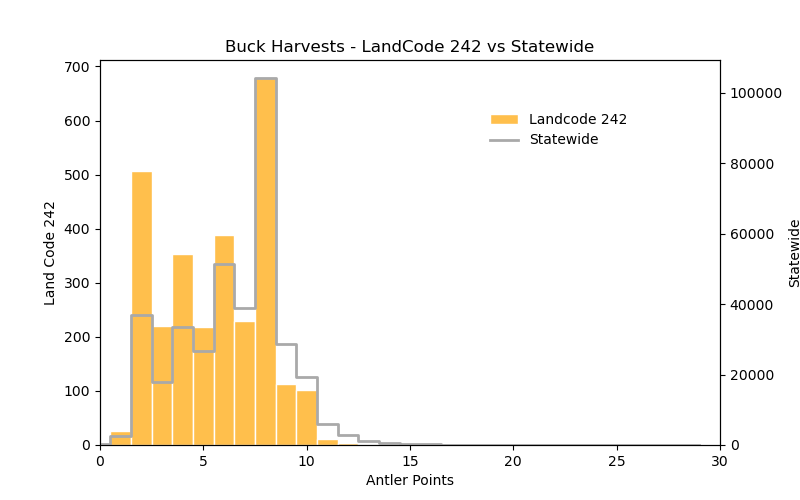 Buck Harvests - LandCode 242 vs Statewide
700
600
500
400
300
200
100
0
Land Code 242
Landcode 242
Statewide
100000
80000
60000
40000
20000
0
Statewide
0 5 10 15 20 25 30
Antler Points